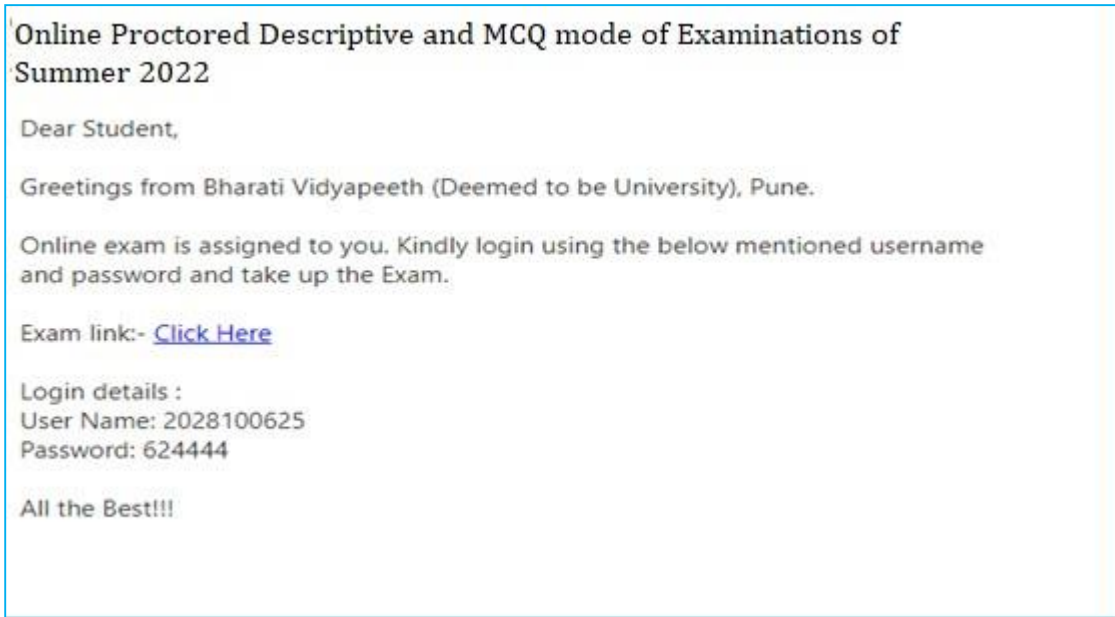 Online Proctored Descriptive and MCQ mode of Examinations of
Summer 2022
Dear Student,
Greetings from Bharati Vidyapeeth (Deemed to be University), Pune.
Online exam is assigned to you. Kindly login using the below mentioned username
and password and take up the Exam.
Exam link:- Click Here
Login details :
User Name: 2028100625
Password: 624444
All the Best!!!